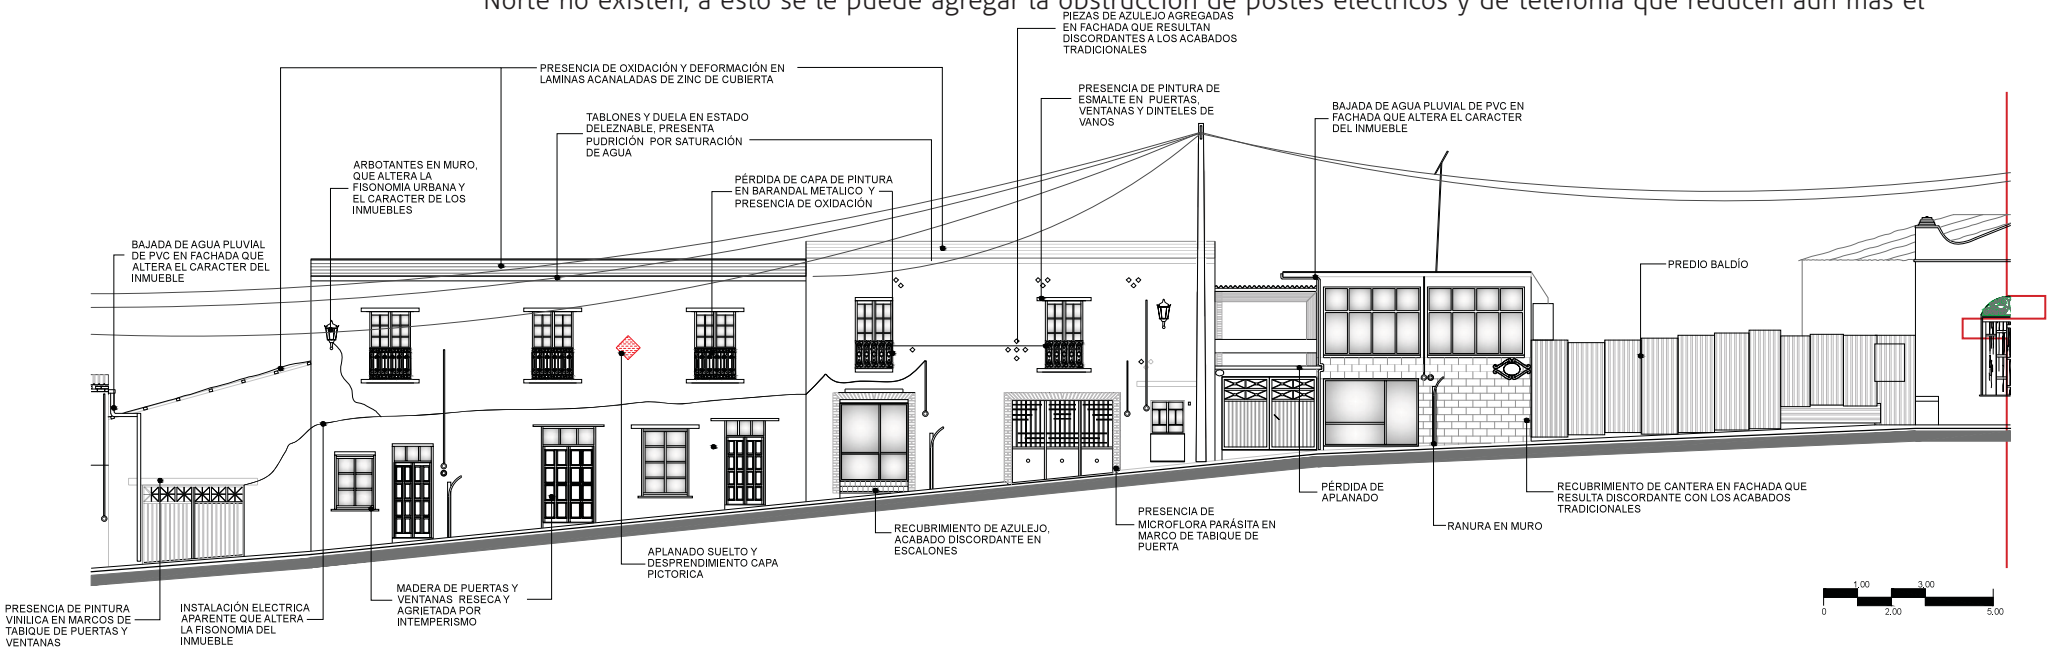 Norte no existen, a esto se le puede agregar la obstrucción de postes eléctricos y de telefonía que reducen aún más el
PIEZAS DE AZULEJO AGREGADAS
EN FACHADA QUE RESULTAN
DISCORDANTES A LOS ACABADOS
TRADICIONALES
PRESENCIA DE OXIDACIÓN Y DEFORMACIÓN EN
LAMINAS ACANALADAS DE ZINC DE CUBIERTA
PRESENCIA DE PINTURA DE
ESMALTE EN PUERTAS,
VENTANAS Y DINTELES DE
VANOS
BAJADA DE AGUA PLUVIAL DE PVC EN
FACHADA QUE ALTERA EL CARACTER
DEL INMUEBLE
TABLONES Y DUELA EN ESTADO
DELEZNABLE, PRESENTA
PUDRICIÓN POR SATURACIÓN
DE AGUA
ARBOTANTES EN MURO,
QUE ALTERA LA
FISONOMIA URBANA Y
EL CARACTER DE LOS
INMUEBLES
PÉRDIDA DE CAPA DE PINTURA
EN BARANDAL METALICO Y
PRESENCIA DE OXIDACIÓN
BAJADA DE AGUA PLUVIAL
DE PVC EN FACHADA QUE
ALTERA EL CARACTER DEL
INMUEBLE
PREDIO BALDÍO
PÉRDIDA DE
APLANADO
RECUBRIMIENTO DE CANTERA EN FACHADA QUE
RESULTA DISCORDANTE CON LOS ACABADOS
TRADICIONALES
RANURA EN MURO
PRESENCIA DE
MICROFLORA PARÁSITA EN
MARCO DE TABIQUE DE
PUERTA
RECUBRIMIENTO DE AZULEJO,
ACABADO DISCORDANTE EN
ESCALONES
APLANADO SUELTO Y
DESPRENDIMIENTO CAPA
PICTORICA
MADERA DE PUERTAS Y
VENTANAS RESECA Y
AGRIETADA POR
INTEMPERISMO
PRESENCIA DE PINTURA
VINILICA EN MARCOS DE
TABIQUE DE PUERTAS Y
VENTANAS
INSTALACIÓN ELECTRICA
APARENTE QUE ALTERA
LA FISONOMIA DEL
INMUEBLE
1.00 3.00
0 2.00 5.00